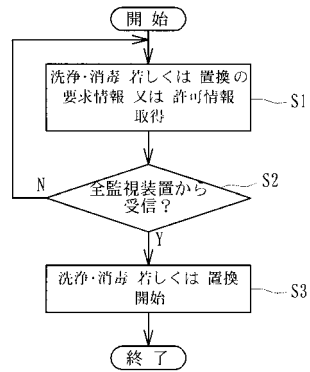 開 始
洗浄・消毒 若しくは 置換の
要求情報 又は 許可情報
取得
S1
全監視装置から
受信？
S2
N
Y
洗浄・消毒 若しくは 置換
開始
S3
終 了